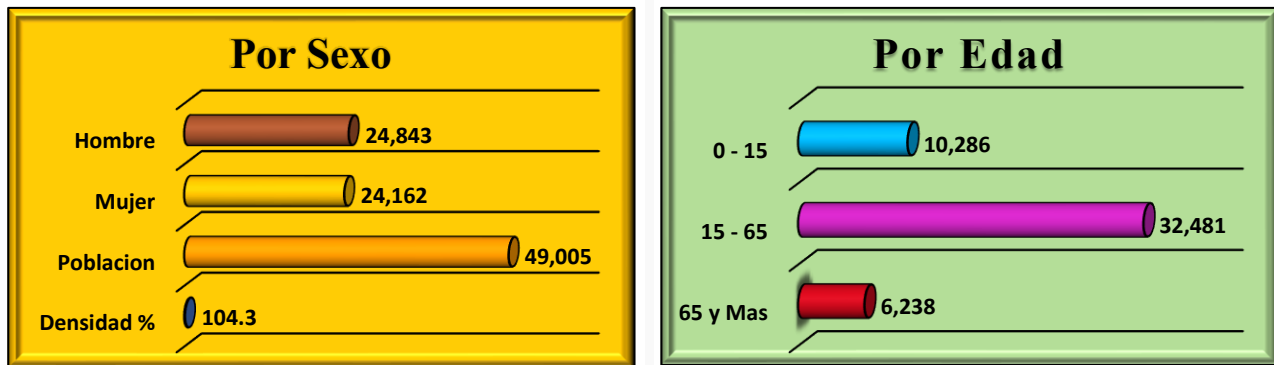 Por Sexo
Hombre 24,843
Mujer 24,162
Poblacion 49,005
Densidad % 104.3
Por Edad
0 - 15 10,286
15 - 65 32,481
65 y Mas 6,238